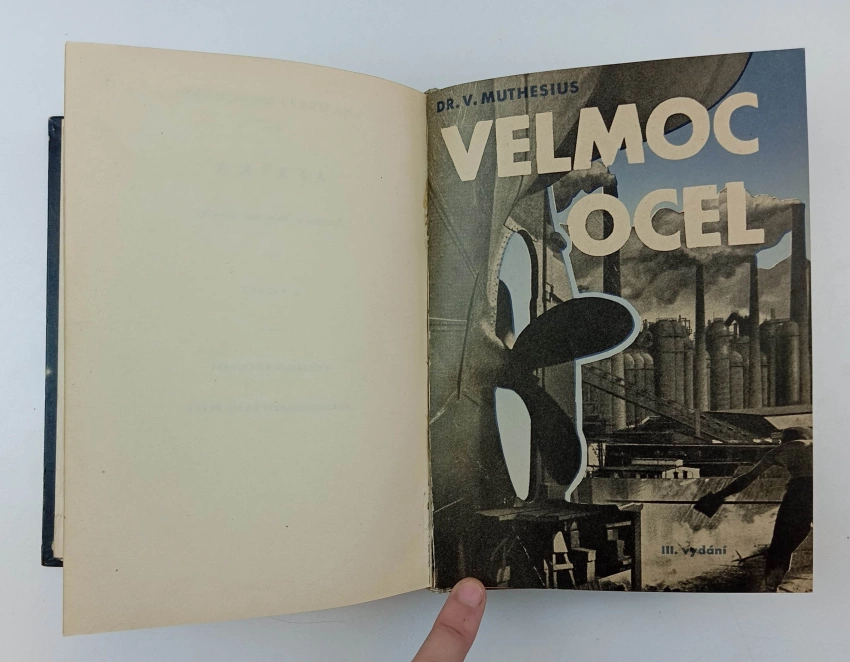 DR. V. MUTHESIUS
VELMOC
OCEL
III. vydání